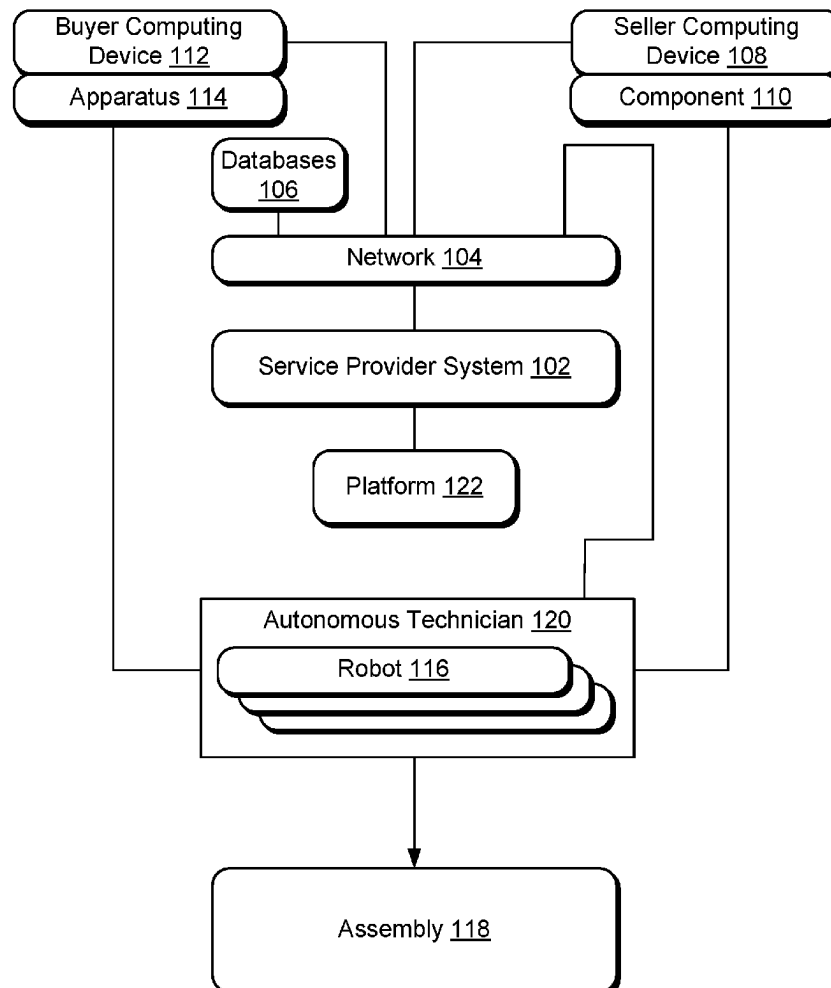 Buyer Computing
Device 112
Apparatus 114
Seller Computing
Device 108
Component 110
Databases
106
Network 104
Service Provider System 102
Platform 122
Autonomous Technician 120
Robot 116
Assembly 118